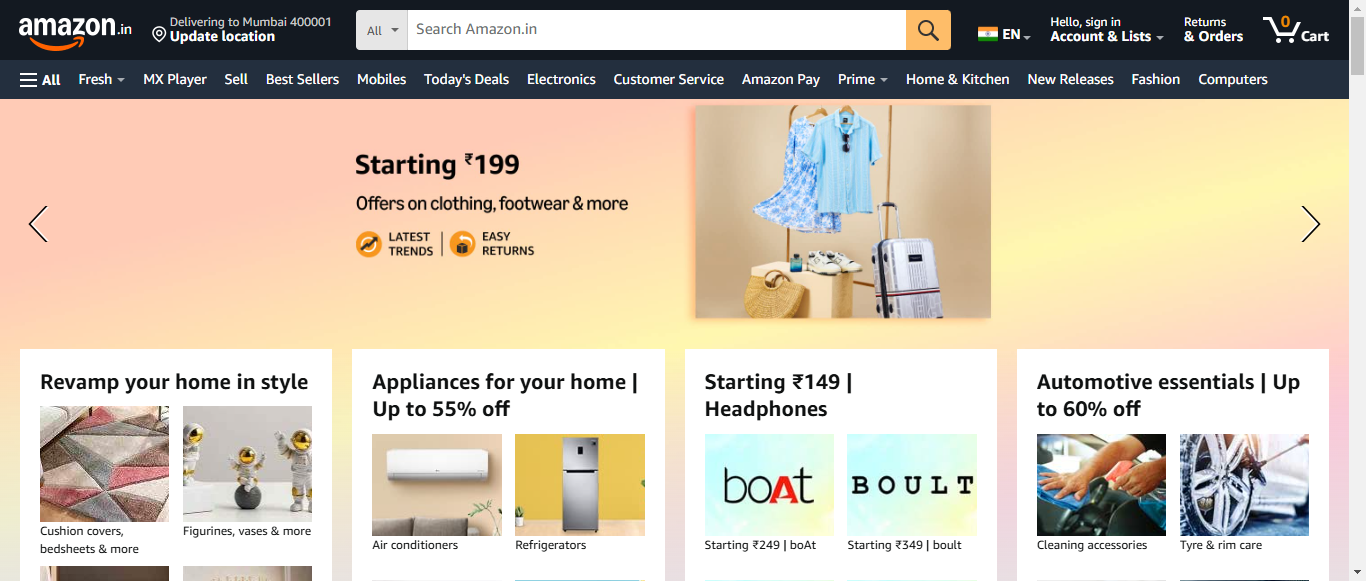 amazon.in
Delivering to Mumbai 400001
Update location
All
Search Amazon.in
EN
Hello, sign in
Account & Lists
Returns
& Orders
0
Cart
All
Fresh
MX Player
Sell
Best Sellers
Mobiles
Today's Deals
Electronics
Customer Service
Amazon Pay
Prime
Home & Kitchen
New Releases
Fashion
Computers
Starting ₹199
Offers on clothing, footwear & more
LATEST
TRENDS
EASY
RETURNS
Revamp your home in style
Cushion covers,
bedsheets & more
Figurines, vases & more
Appliances for your home |
Up to 55% off
Air conditioners
Refrigerators
Starting ₹149 |
Headphones
boAt
BOULT
Starting ₹249 | boAt
Starting ₹349 | boult
Automotive essentials | Up
to 60% off
Cleaning accessories
Tyre & rim care